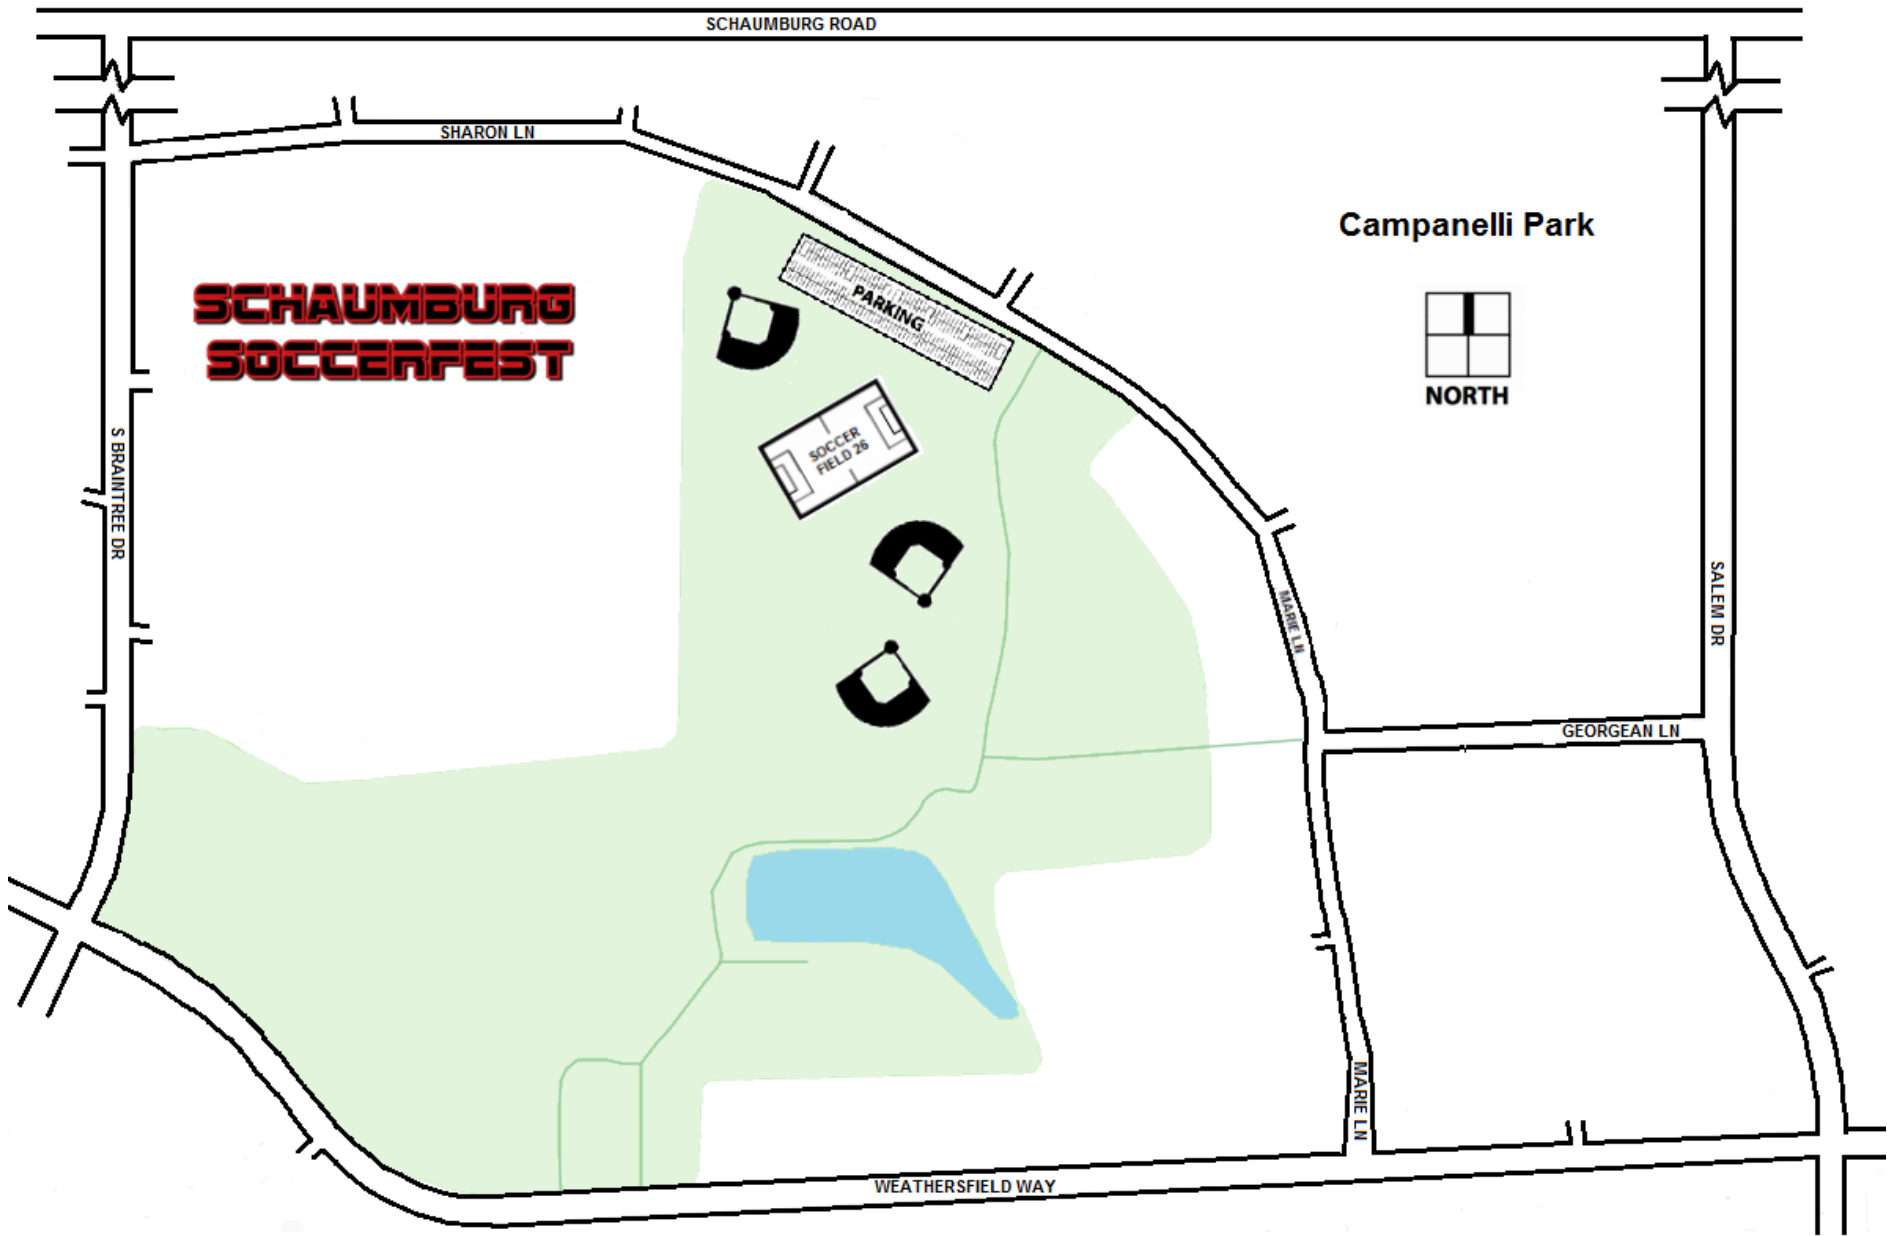 SCHAUMBURG ROAD
SHARON LN
Campanelli Park
SCHAUMBURG
SOCCERFEST
PARKING
NORTH
SOCCER
FIELD 26
S BRAINTREE DR
MARIE LN
SALEM DR
GEORGEAN LN
MARIE LN
WEATHERSFIELD WAY